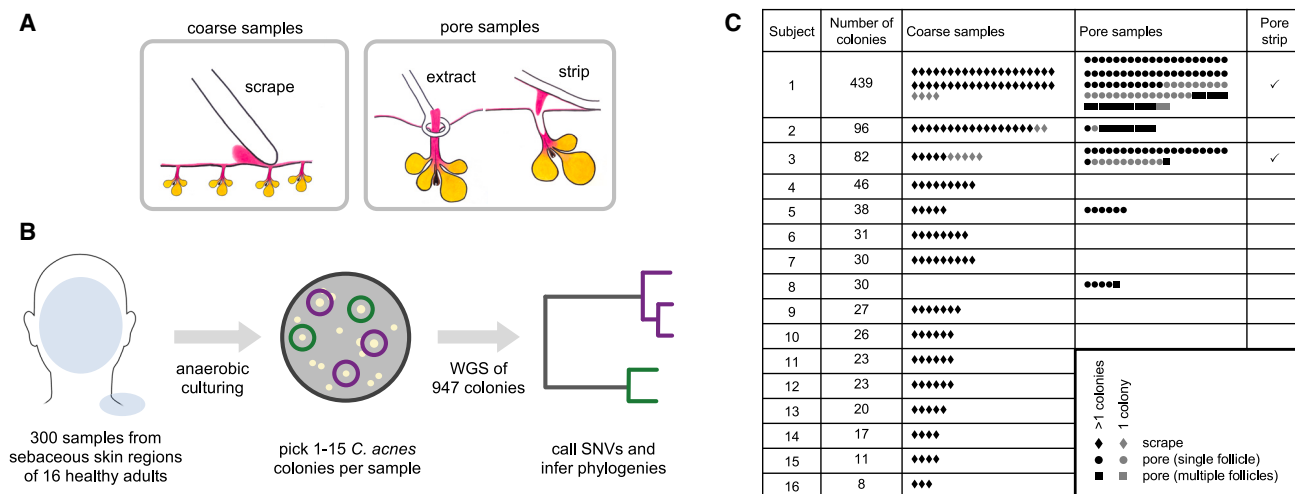 A
coarse samples
pore samples
scrape
extract
strip
B
anaerobic
culturing
WGS of
947 colonies
300 samples from
sebaceous skin regions
of 16 healthy adults
pick 1-15 C. acnes
colonies per sample
call SNVs and
infer phylogenies
C
Subject
Number of
colonies
Coarse samples
Pore samples
Pore
strip
1 439 ✓
2 96
3 82 ✓
4 46
5 38
6 31
7 30
8 30
9 27
10 26
11 23
12 23
13 20
14 17
15 11
16 8
>1 colonies
1 colony
scrape
pore (single follicle)
pore (multiple follicles)